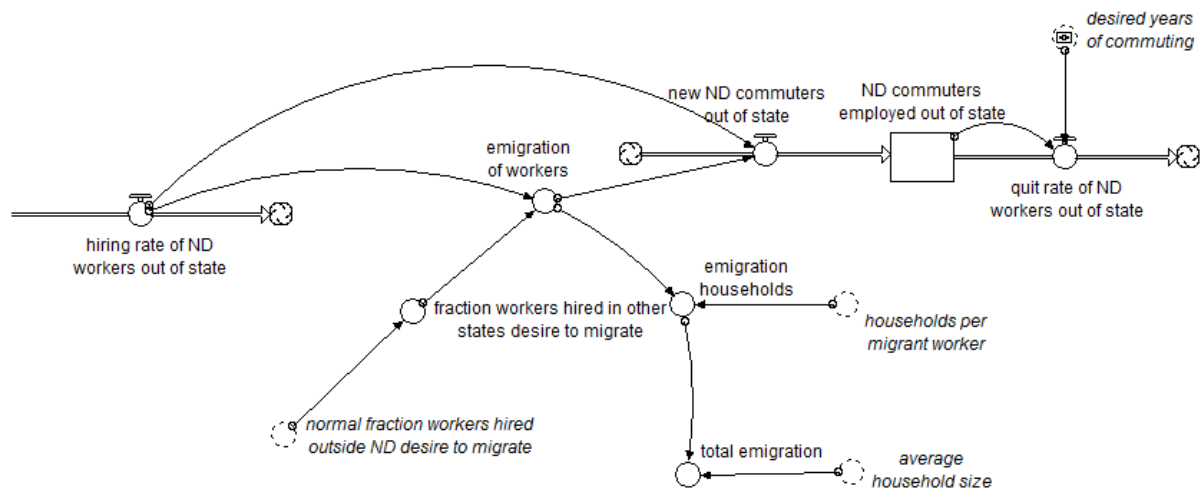 desired years
of commuting
new ND commuters
out of state
ND commuters
employed out of state
emigration
of workers
quit rate of ND
workers out of state
hiring rate of ND
workers out of state
emigration
households
fraction workers hired in other
states desire to migrate
households per
migrant worker
normal fraction workers hired
outside ND desire to migrate
total emigration
average
household size